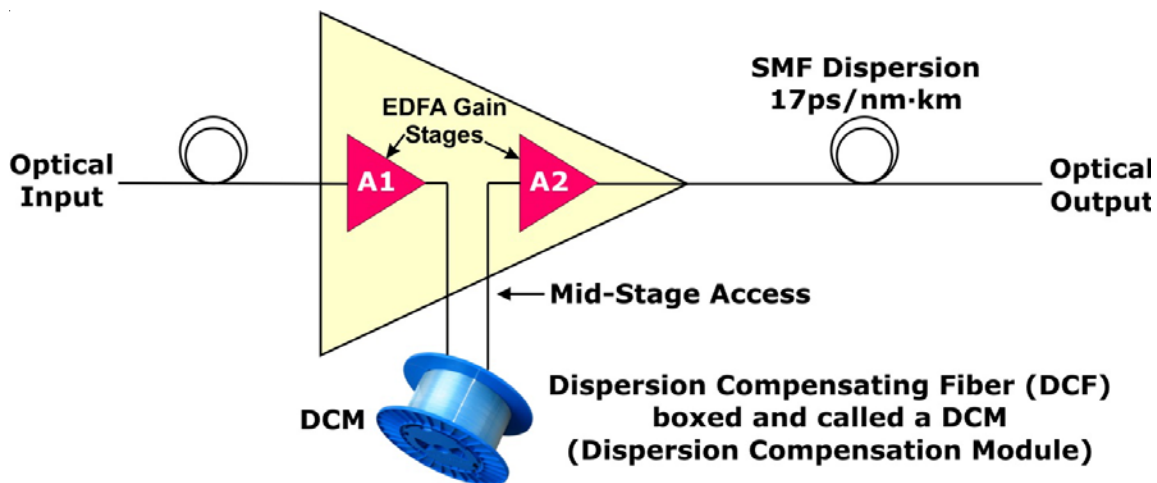 SMF Dispersion
17ps/nm·km
EDFA Gain
Stages
Optical
Input
A1
A2
Optical
Output
Mid-Stage Access
DCM
Dispersion Compensating Fiber (DCF)
boxed and called a DCM
(Dispersion Compensation Module)